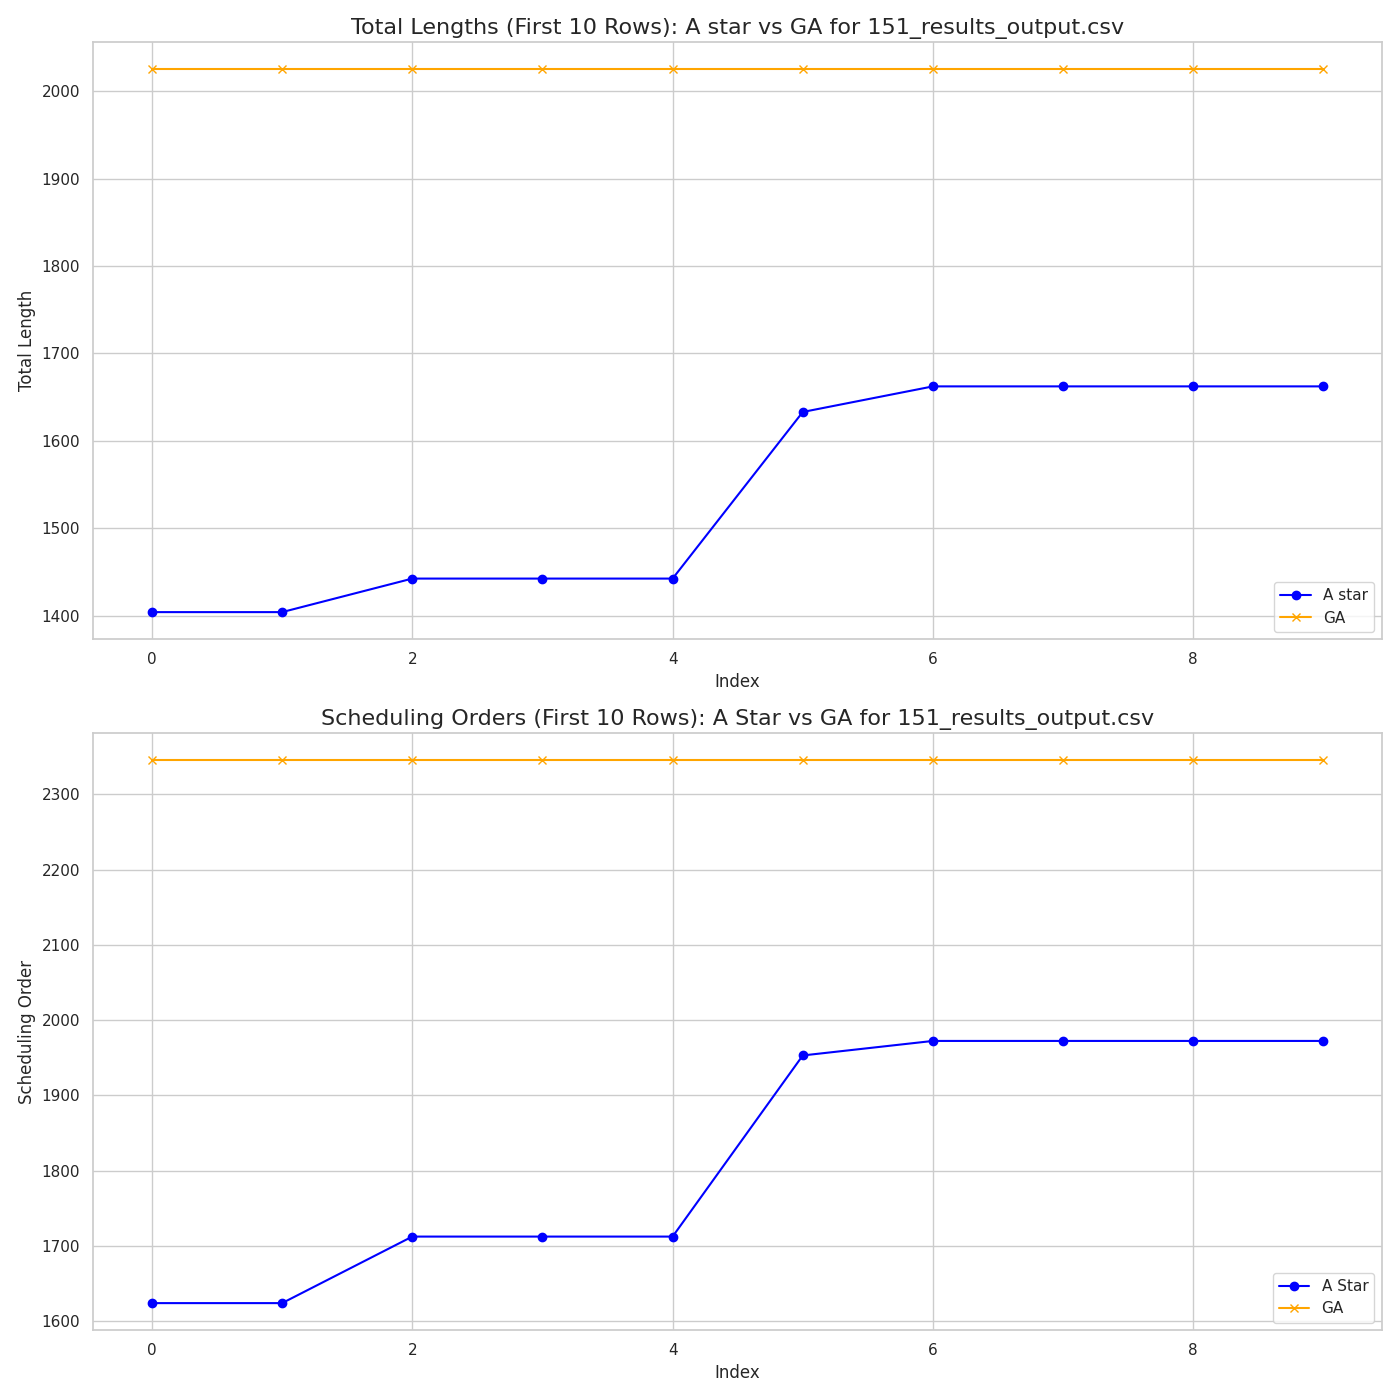 Total Lengths (First 10 Rows): A star vs GA for 151_results_output.csv
Total Length
2000
1900
1800
1700
1600
1500
1400
A star
GA
0 2 4 6 8
Index
Scheduling Orders (First 10 Rows): A Star vs GA for 151_results_output.csv
Scheduling Order
2300
2200
2100
2000
1900
1800
1700
1600
A Star
GA
0 2 4 6 8
Index